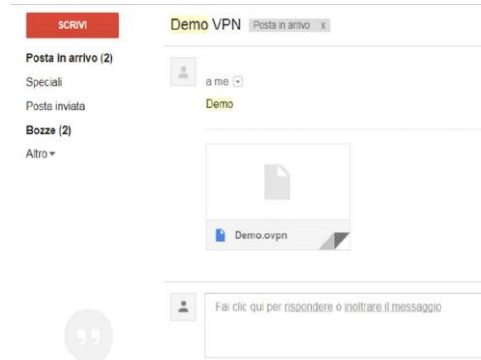 SCRIVI
Posta in arrivo (2)
Speciali
Posta inviata
Bozze (2)
Altro
Demo VPN Posta in arrivo x
a me
Demo
Demo.ovpn
Fai clic qui per rispondere o inoltrare il messaggio